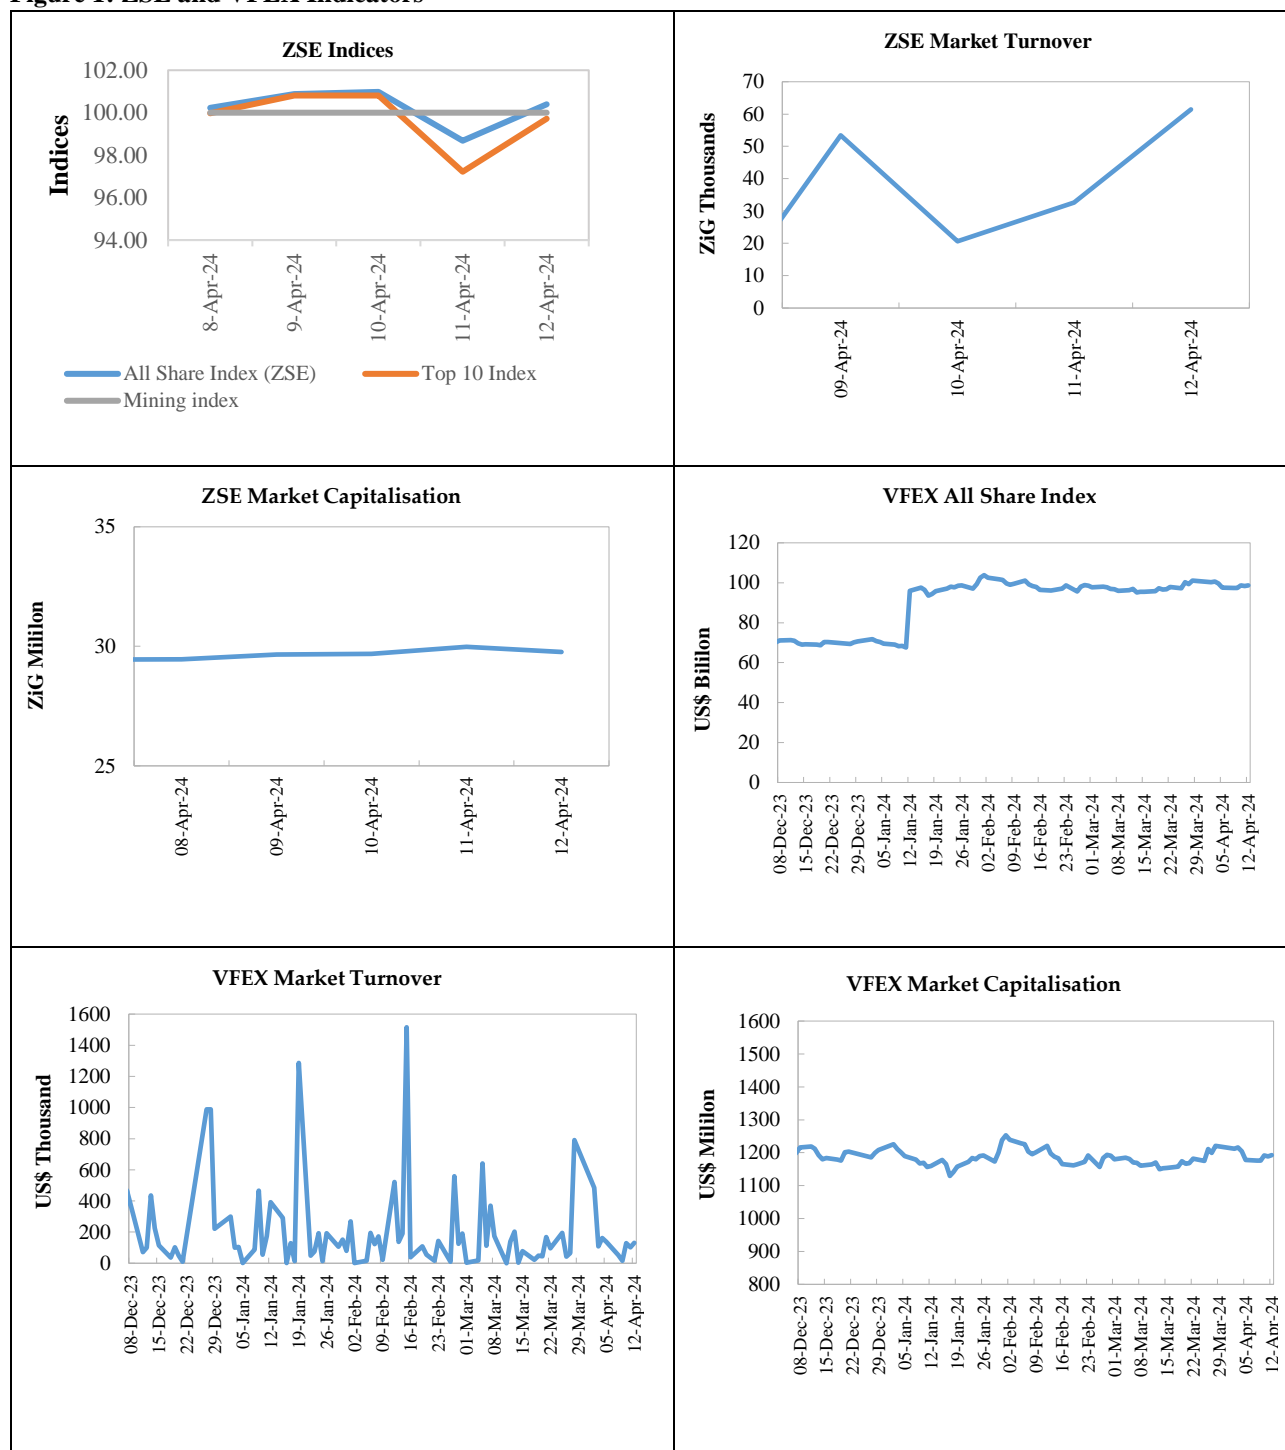 Figure 1: ZSE and VFEX Indicators
ZSE Indices
102.00
100.00
98.00
96.00
94.00
Indices
8-Apr-24
9-Apr-24
10-Apr-24
11-Apr-24
12-Apr-24
All Share Index (ZSE)
Top 10 Index
Mining index
ZSE Market Turnover
70
60
50
40
30
20
10
0
ZiG Thousands
09-Apr-24
10-Apr-24
11-Apr-24
12-Apr-24
ZSE Market Capitalisation
35
30
25
ZiG Mililon
08-Apr-24
09-Apr-24
10-Apr-24
11-Apr-24
12-Apr-24
VFEX All Share Index
120
100
80
60
40
20
0
US$ Bililon
08-Dec-23
15-Dec-23
22-Dec-23
29-Dec-23
05-Jan-24
12-Jan-24
19-Jan-24
26-Jan-24
02-Feb-24
09-Feb-24
16-Feb-24
23-Feb-24
01-Mar-24
08-Mar-24
15-Mar-24
22-Mar-24
29-Mar-24
05-Apr-24
12-Apr-24
VFEX Market Turnover
1600
1400
1200
1000
800
600
400
200
0
US$ Thousand
08-Dec-23
15-Dec-23
22-Dec-23
29-Dec-23
05-Jan-24
12-Jan-24
19-Jan-24
26-Jan-24
02-Feb-24
09-Feb-24
16-Feb-24
23-Feb-24
01-Mar-24
08-Mar-24
15-Mar-24
22-Mar-24
29-Mar-24
05-Apr-24
12-Apr-24
VFEX Market Capitalisation
1600
1500
1400
1300
1200
1100
1000
900
800
US$ Mililon
08-Dec-23
15-Dec-23
22-Dec-23
29-Dec-23
05-Jan-24
12-Jan-24
19-Jan-24
26-Jan-24
02-Feb-24
09-Feb-24
16-Feb-24
23-Feb-24
01-Mar-24
08-Mar-24
15-Mar-24
22-Mar-24
29-Mar-24
05-Apr-24
12-Apr-24